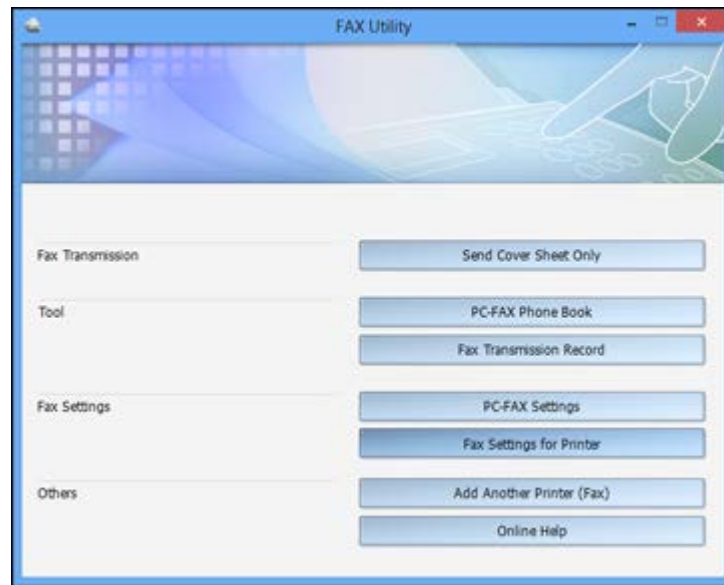 FAX Utility
Fax Transmission
Send Cover Sheet Only
Tool
PC-FAX Phone Book
Fax Transmission Record
Fax Settings
PC-FAX Settings
Fax Settings for Printer
Others
Add Another Printer (Fax)
Online Help